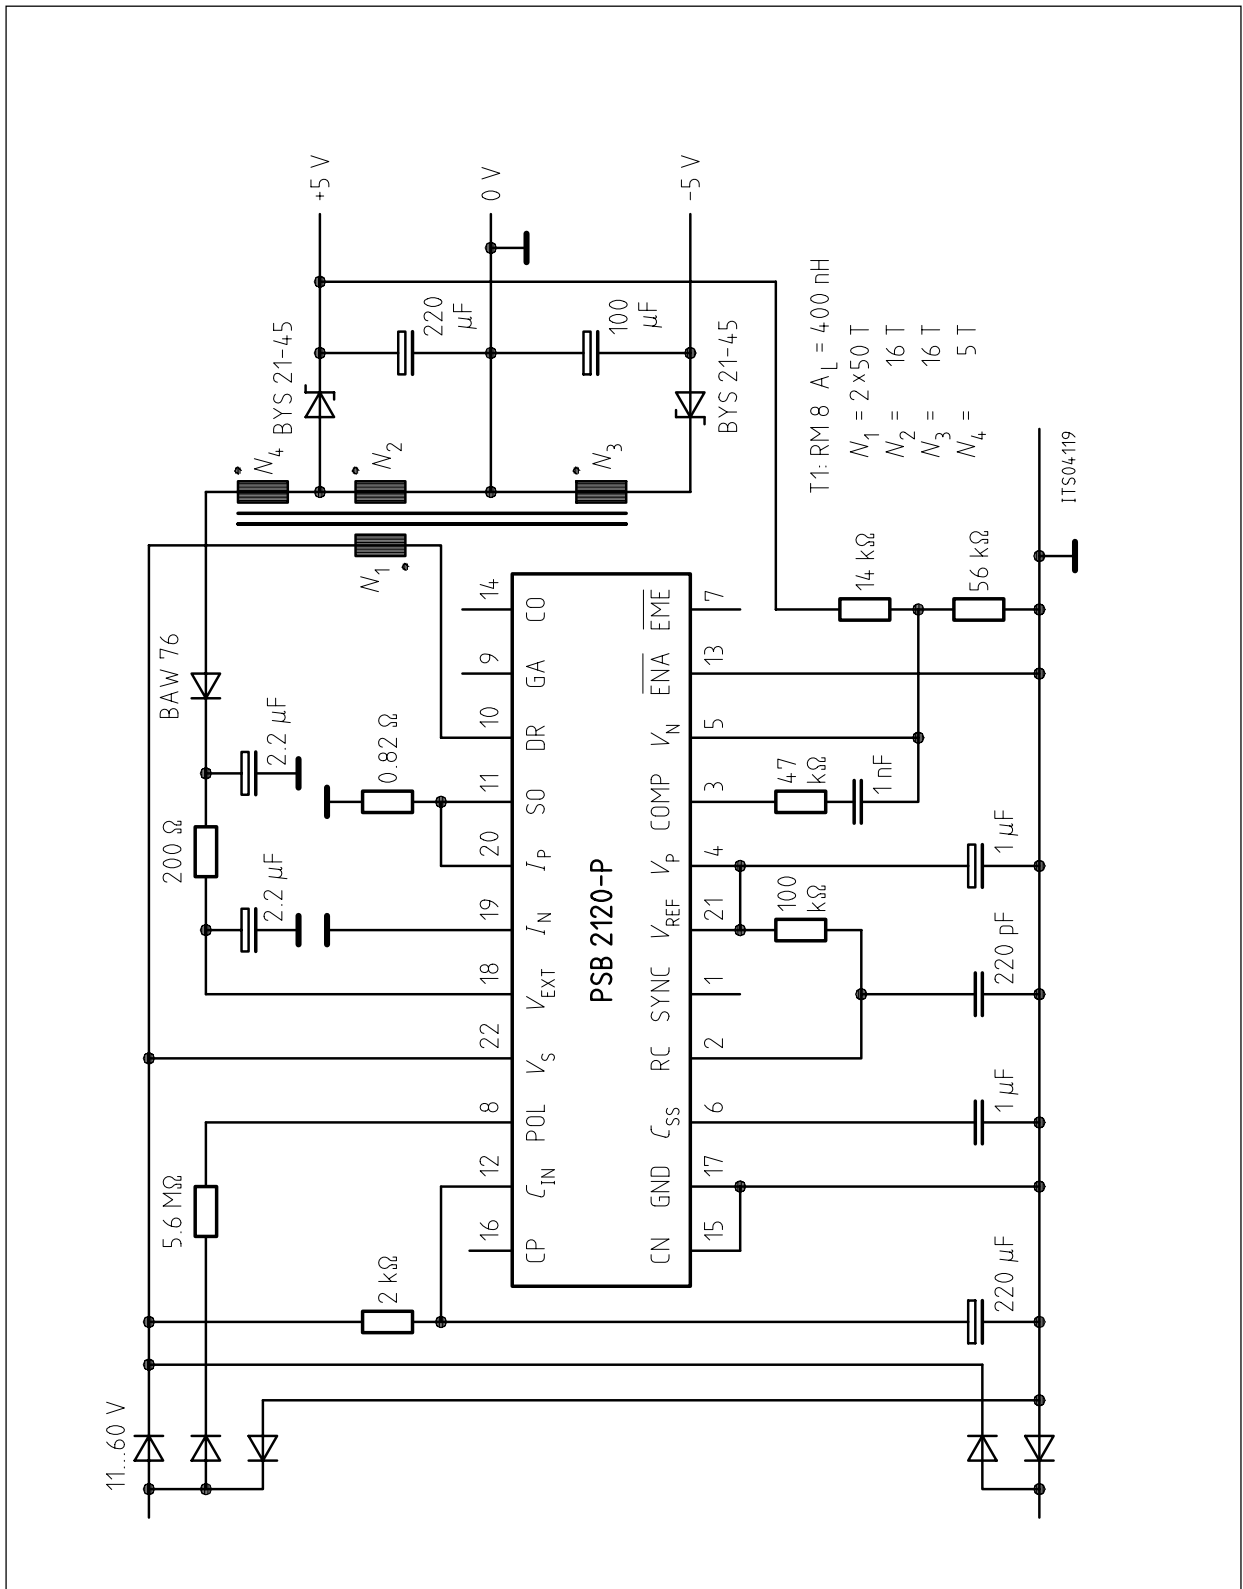 11...60 V
5.6 MΩ
200 Ω
2.2 µF
2.2 µF
BAW 76
2 kΩ
0.82 Ω
N1
N4
N2
N3
BYS 21-45
BYS 21-45
+5 V
0 V
-5 V
220
µF
100
µF
16
12
8
22
18
19
20
11
10
9
14
CP
CIN
POL
VS
VEXT
IN
IP
SO
DR
GA
CO
PSB 2120-P
CN
GND
CSS
RC
SYNC
VREF
VP
COMP
VN
ENA
EME
15
17
6
2
1
21
4
3
5
13
7
100
kΩ
47
kΩ
1 nF
14 kΩ
56 kΩ
220 µF
1 µF
220 pF
1 µF
T1: RM 8 AL = 400 nH
N1 = 2×50 T
N2 = 16 T
N3 = 16 T
N4 = 5 T
ITS04119